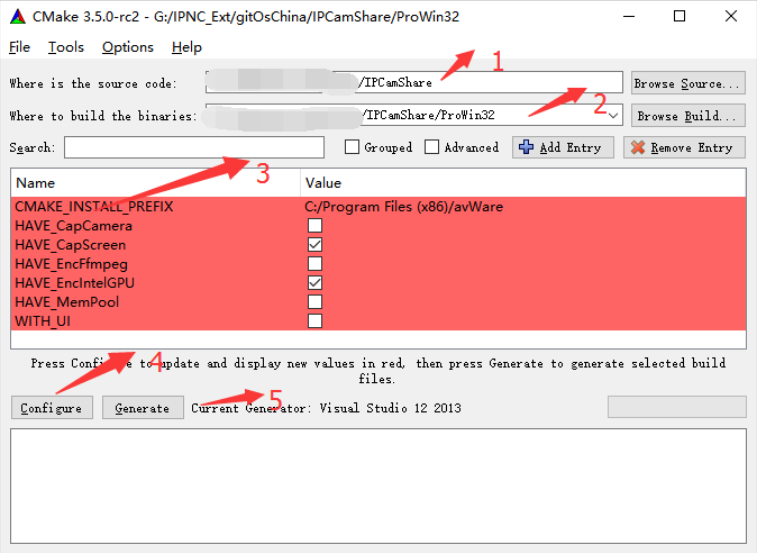 CMake 3.5.0-rc2 - G:/IPNC_Ext/gitOsChina/IPCamShare/ProWin32
File Tools Options Help
1
Where is the source code: /IPCamShare Browse Source...
2
Where to build the binaries: /IPCamShare/ProWin32 Browse Build...
Search: Grouped Advanced Add Entry Remove Entry
3
Name Value
CMAKE_INSTALL_PREFIX C:/Program Files (x86)/avWare
HAVE_CapCamera
HAVE_CapScreen
HAVE_EncFfmpeg
HAVE_EncIntelGPU
HAVE_MemPool
WITH_UI
4
Press Configure to update and display new values in red, then press Generate to generate selected build
files.
5
Configure Generate Current Generator: Visual Studio 12 2013